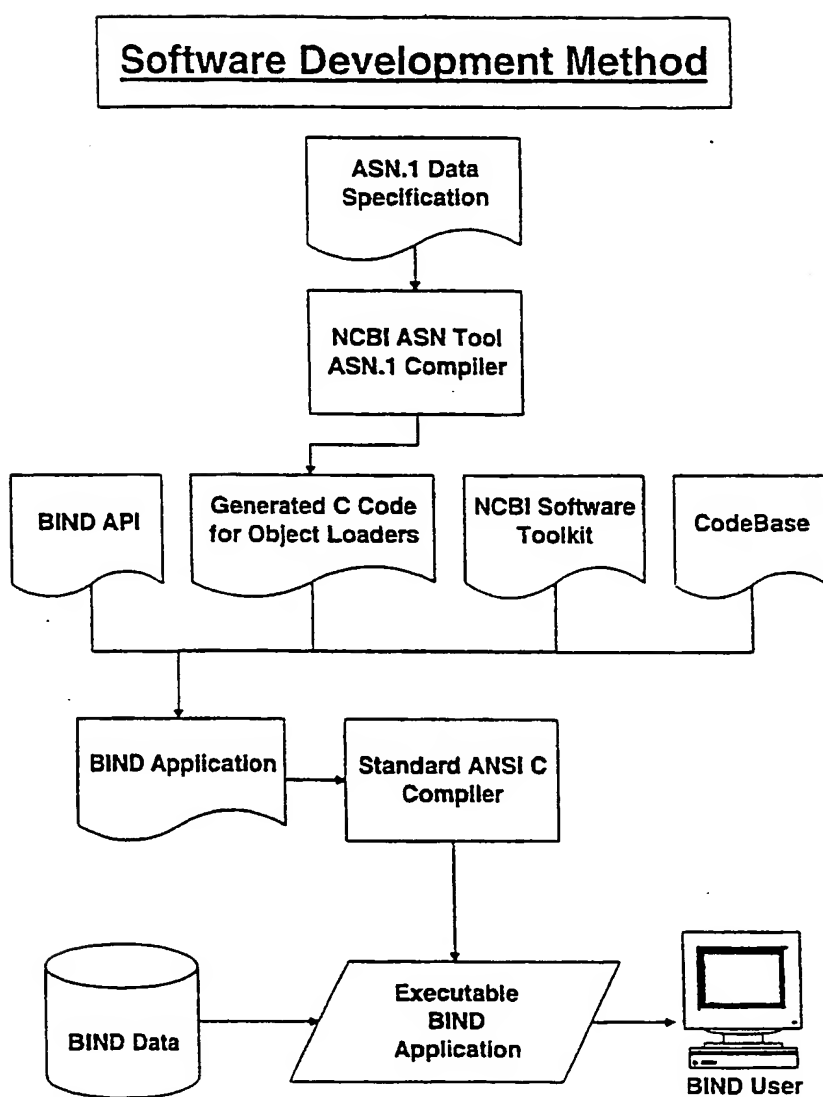 Software Development Method
ASN.1 Data
Specification
NCBI ASN Tool
ASN.1 Compiler
BIND API
Generated C Code
for Object Loaders
NCBI Software
Toolkit
CodeBase
BIND Application
Standard ANSI C
Compiler
BIND Data
Executable
BIND
Application
BIND User